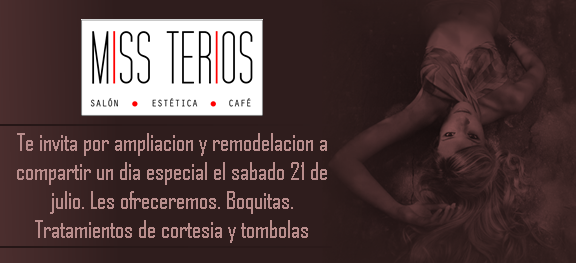 MISS TERIOS
SALÓN • ESTÉTICA • CAFÉ
Te invita por ampliacion y remodelacion a
compartir un dia especial el sabado 21 de
julio. Les ofreceremos. Boquitas.
Tratamientos de cortesia y tombolas